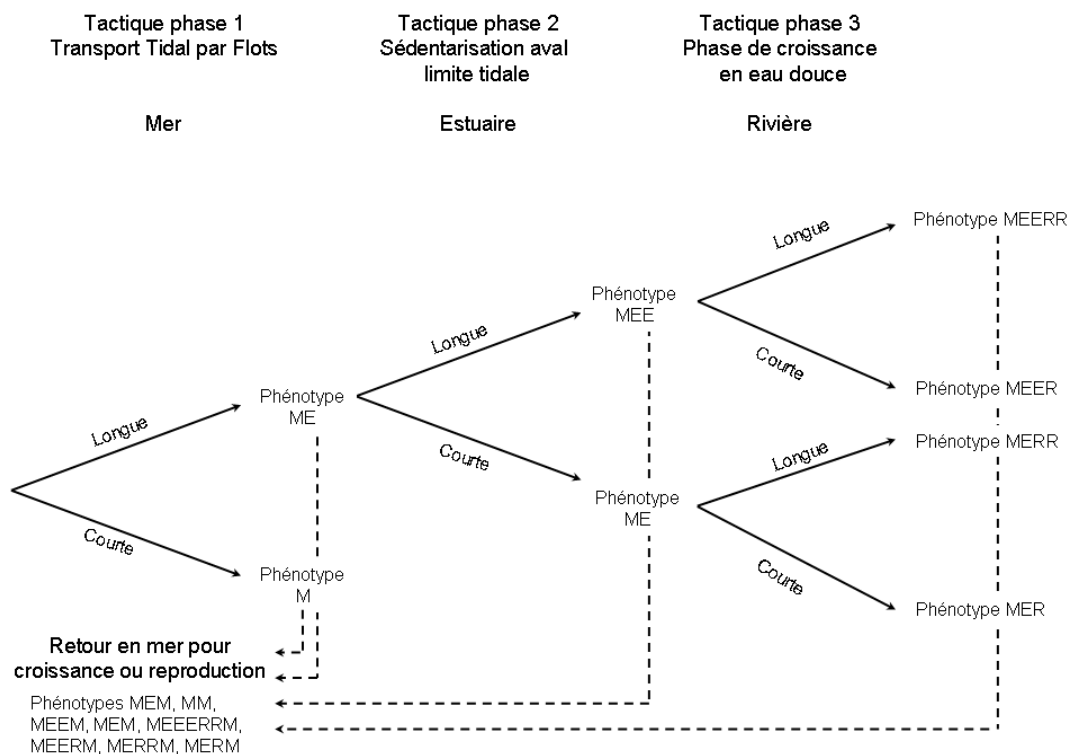 Tactique phase 1
Transport Tidal par Flots
Mer
Tactique phase 2
Sédentarisation aval
limite tidale
Estuaire
Tactique phase 3
Phase de croissance
en eau douce
Rivière
Longue
Courte
Phénotype
ME
Phénotype
M
Longue
Courte
Phénotype
MEE
Phénotype
ME
Longue
Courte
Longue
Courte
Phénotype MEERR
Phénotype MEER
Phénotype MERR
Phénotype MER
Retour en mer pour
croissance ou reproduction
Phénotypes MEM, MM,
MEEM, MEM, MEEERRM,
MEERM, MERRM, MERM